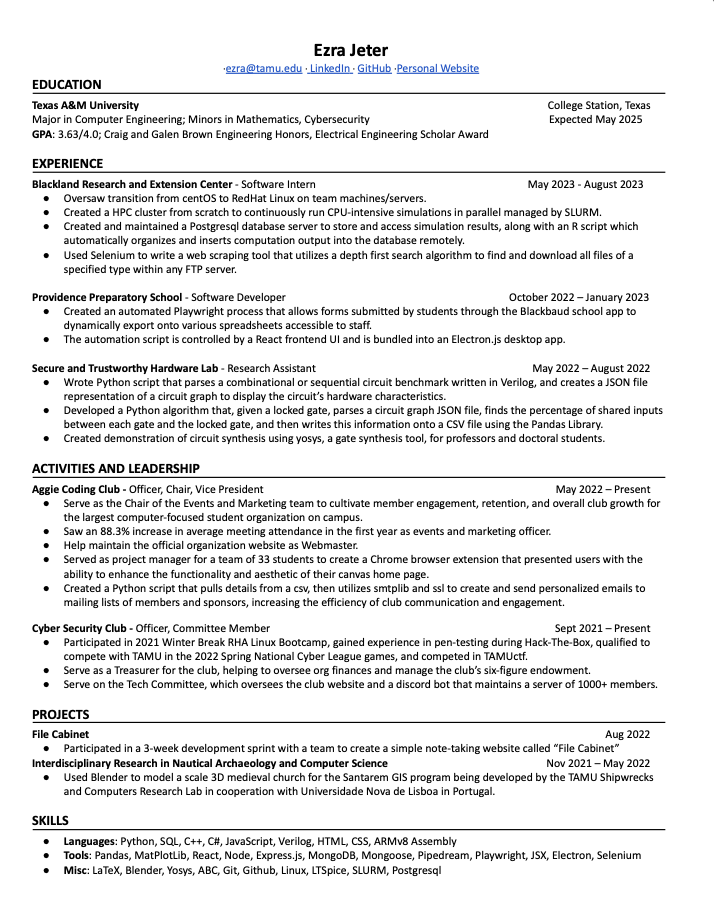 Ezra Jeter
·ezra@tamu.edu · LinkedIn · GitHub ·Personal Website
EDUCATION
Texas A&M University College Station, Texas
Major in Computer Engineering; Minors in Mathematics, Cybersecurity Expected May 2025
GPA: 3.63/4.0; Craig and Galen Brown Engineering Honors, Electrical Engineering Scholar Award
EXPERIENCE
Blackland Research and Extension Center - Software Intern May 2023 - August 2023
● Oversaw transition from centOS to RedHat Linux on team machines/servers.
● Created a HPC cluster from scratch to continuously run CPU-intensive simulations in parallel managed by SLURM.
● Created and maintained a Postgresql database server to store and access simulation results, along with an R script which
automatically organizes and inserts computation output into the database remotely.
● Used Selenium to write a web scraping tool that utilizes a depth first search algorithm to find and download all files of a
specified type within any FTP server.
Providence Preparatory School - Software Developer October 2022 – January 2023
● Created an automated Playwright process that allows forms submitted by students through the Blackbaud school app to
dynamically export onto various spreadsheets accessible to staff.
● The automation script is controlled by a React frontend UI and is bundled into an Electron.js desktop app.
Secure and Trustworthy Hardware Lab - Research Assistant May 2022 – August 2022
● Wrote Python script that parses a combinational or sequential circuit benchmark written in Verilog, and creates a JSON file
representation of a circuit graph to display the circuit’s hardware characteristics.
● Developed a Python algorithm that, given a locked gate, parses a circuit graph JSON file, finds the percentage of shared inputs
between each gate and the locked gate, and then writes this information onto a CSV file using the Pandas Library.
● Created demonstration of circuit synthesis using yosys, a gate synthesis tool, for professors and doctoral students.
ACTIVITIES AND LEADERSHIP
Aggie Coding Club - Officer, Chair, Vice President May 2022 – Present
● Serve as the Chair of the Events and Marketing team to cultivate member engagement, retention, and overall club growth for
the largest computer-focused student organization on campus.
● Saw an 88.3% increase in average meeting attendance in the first year as events and marketing officer.
● Help maintain the official organization website as Webmaster.
● Served as project manager for a team of 33 students to create a Chrome browser extension that presented users with the
ability to enhance the functionality and aesthetic of their canvas home page.
● Created a Python script that pulls details from a csv, then utilizes smtplib and ssl to create and send personalized emails to
mailing lists of members and sponsors, increasing the efficiency of club communication and engagement.
Cyber Security Club - Officer, Committee Member Sept 2021 – Present
● Participated in 2021 Winter Break RHA Linux Bootcamp, gained experience in pen-testing during Hack-The-Box, qualified to
compete with TAMU in the 2022 Spring National Cyber League games, and competed in TAMUctf.
● Serve as a Treasurer for the club, helping to oversee org finances and manage the club’s six-figure endowment.
● Serve on the Tech Committee, which oversees the club website and a discord bot that maintains a server of 1000+ members.
PROJECTS
File Cabinet Aug 2022
● Participated in a 3-week development sprint with a team to create a simple note-taking website called “File Cabinet”
Interdisciplinary Research in Nautical Archaeology and Computer Science Nov 2021 – May 2022
● Used Blender to model a scale 3D medieval church for the Santarem GIS program being developed by the TAMU Shipwrecks
and Computers Research Lab in cooperation with Universidade Nova de Lisboa in Portugal.
SKILLS
● Languages: Python, SQL, C++, C#, JavaScript, Verilog, HTML, CSS, ARMv8 Assembly
● Tools: Pandas, MatPlotLib, React, Node, Express.js, MongoDB, Mongoose, Pipedream, Playwright, JSX, Electron, Selenium
● Misc: LaTeX, Blender, Yosys, ABC, Git, Github, Linux, LTSpice, SLURM, Postgresql